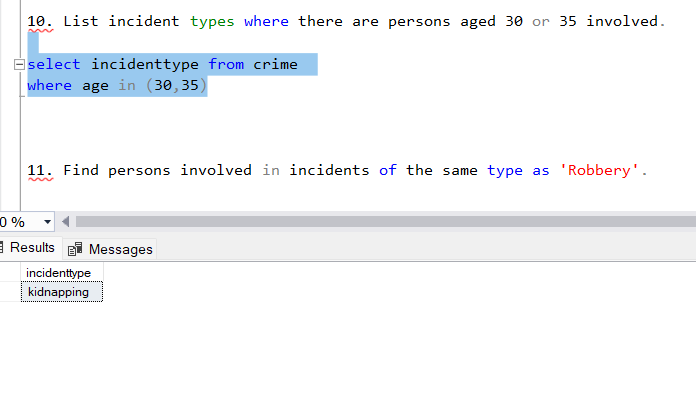 10. List incident types where there are persons aged 30 or 35 involved.
select incidenttype from crime
where age in (30,35)
11. Find persons involved in incidents of the same type as 'Robbery'.
0 %
Results Messages
incidenttype
kidnapping